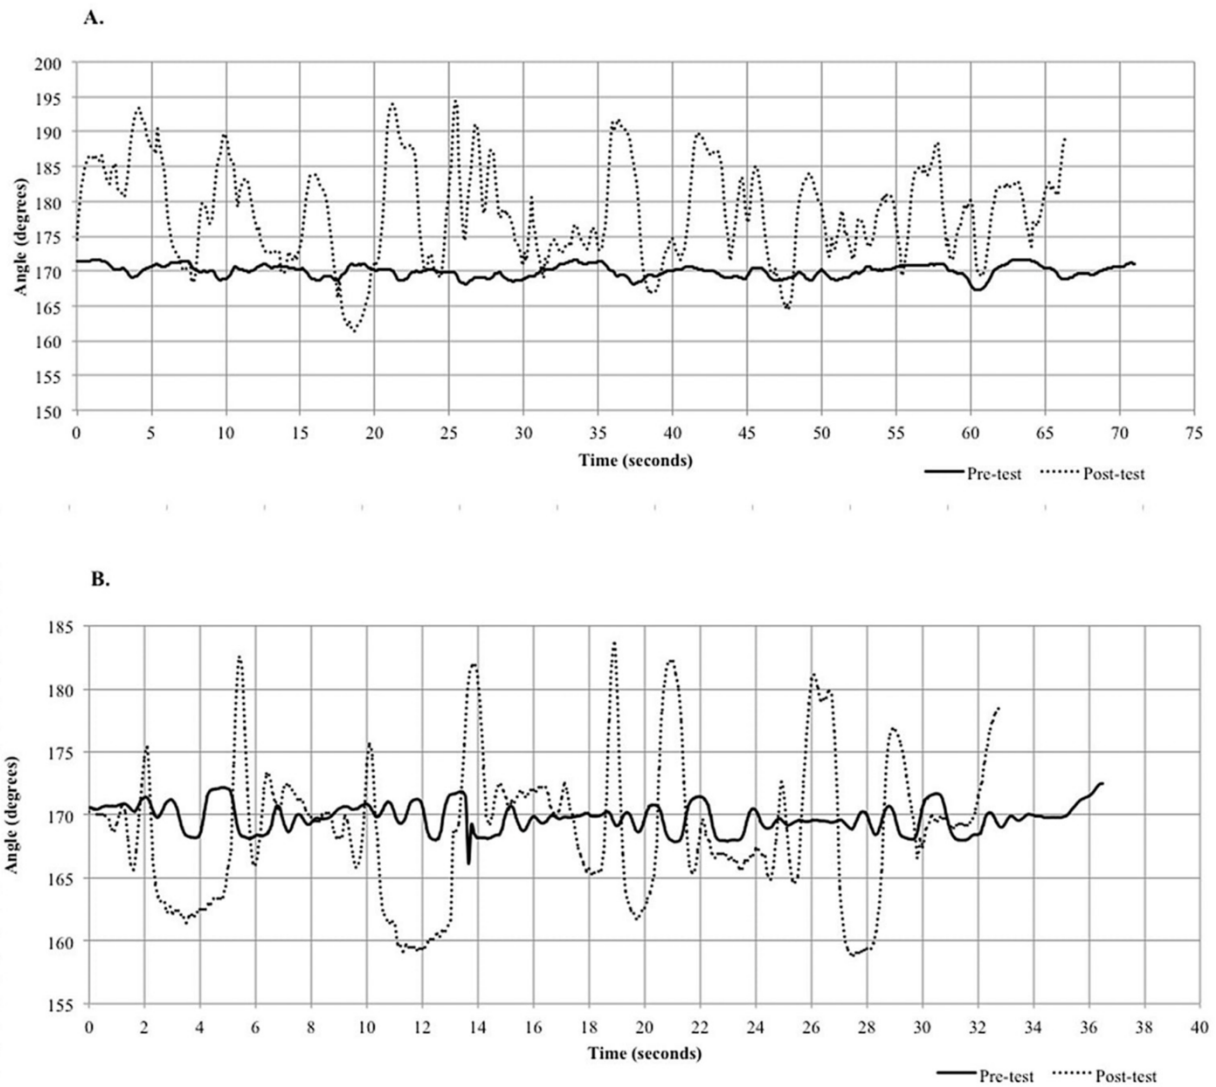 A.
200
195
190
185
180
175
170
165
160
155
150
Angle (degrees)
0 5 10 15 20 25 30 35 40 45 50 55 60 65 70 75
Time (seconds)
Pre-test Post-test
B.
185
180
175
170
165
160
155
Angle (degrees)
0 2 4 6 8 10 12 14 16 18 20 22 24 26 28 30 32 34 36 38 40
Time (seconds)
Pre-test Post-test